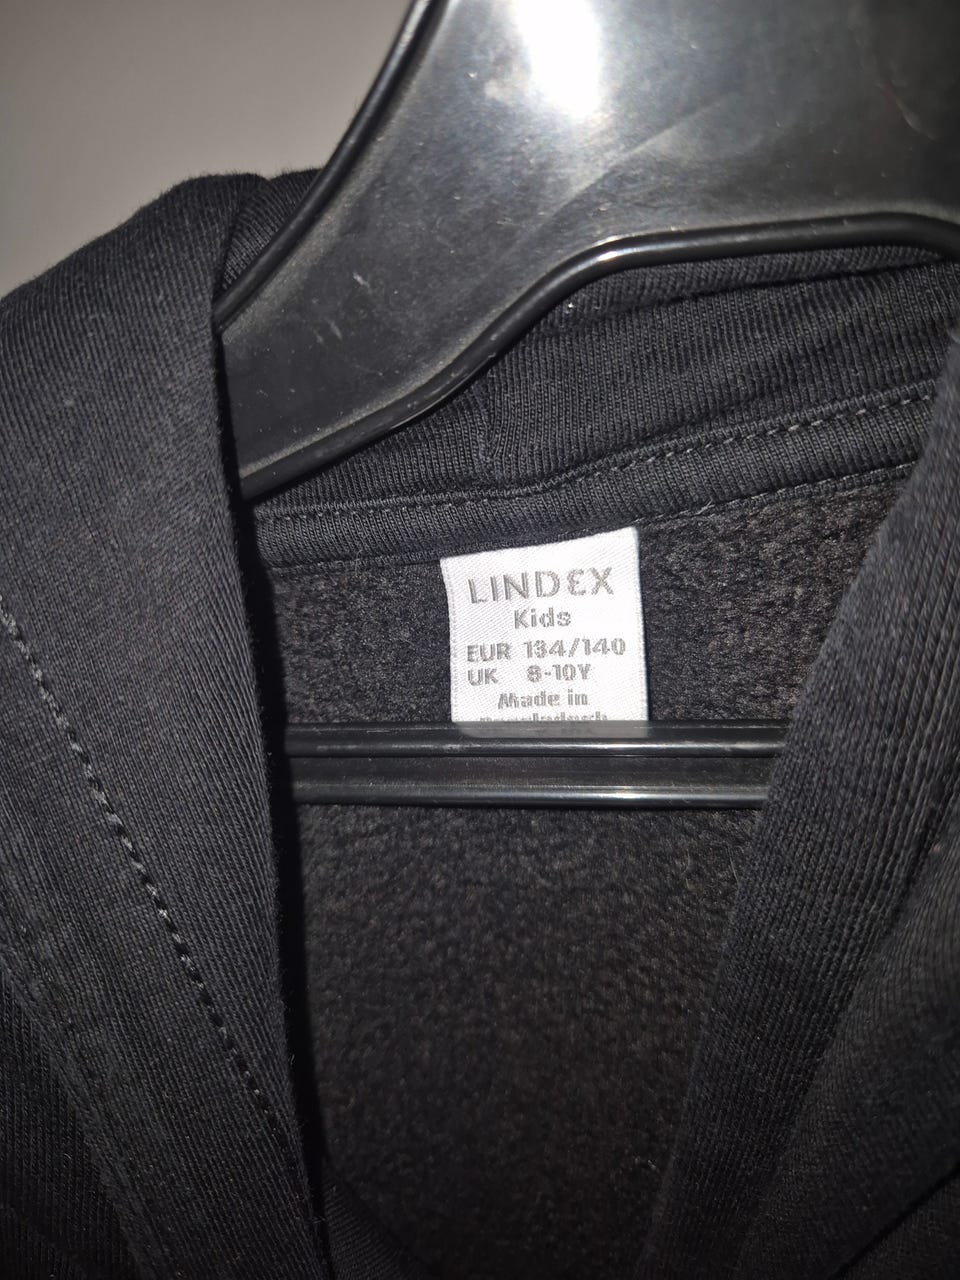 LINDEX
Kids
EUR 134/140
UK 8-10Y
Made in